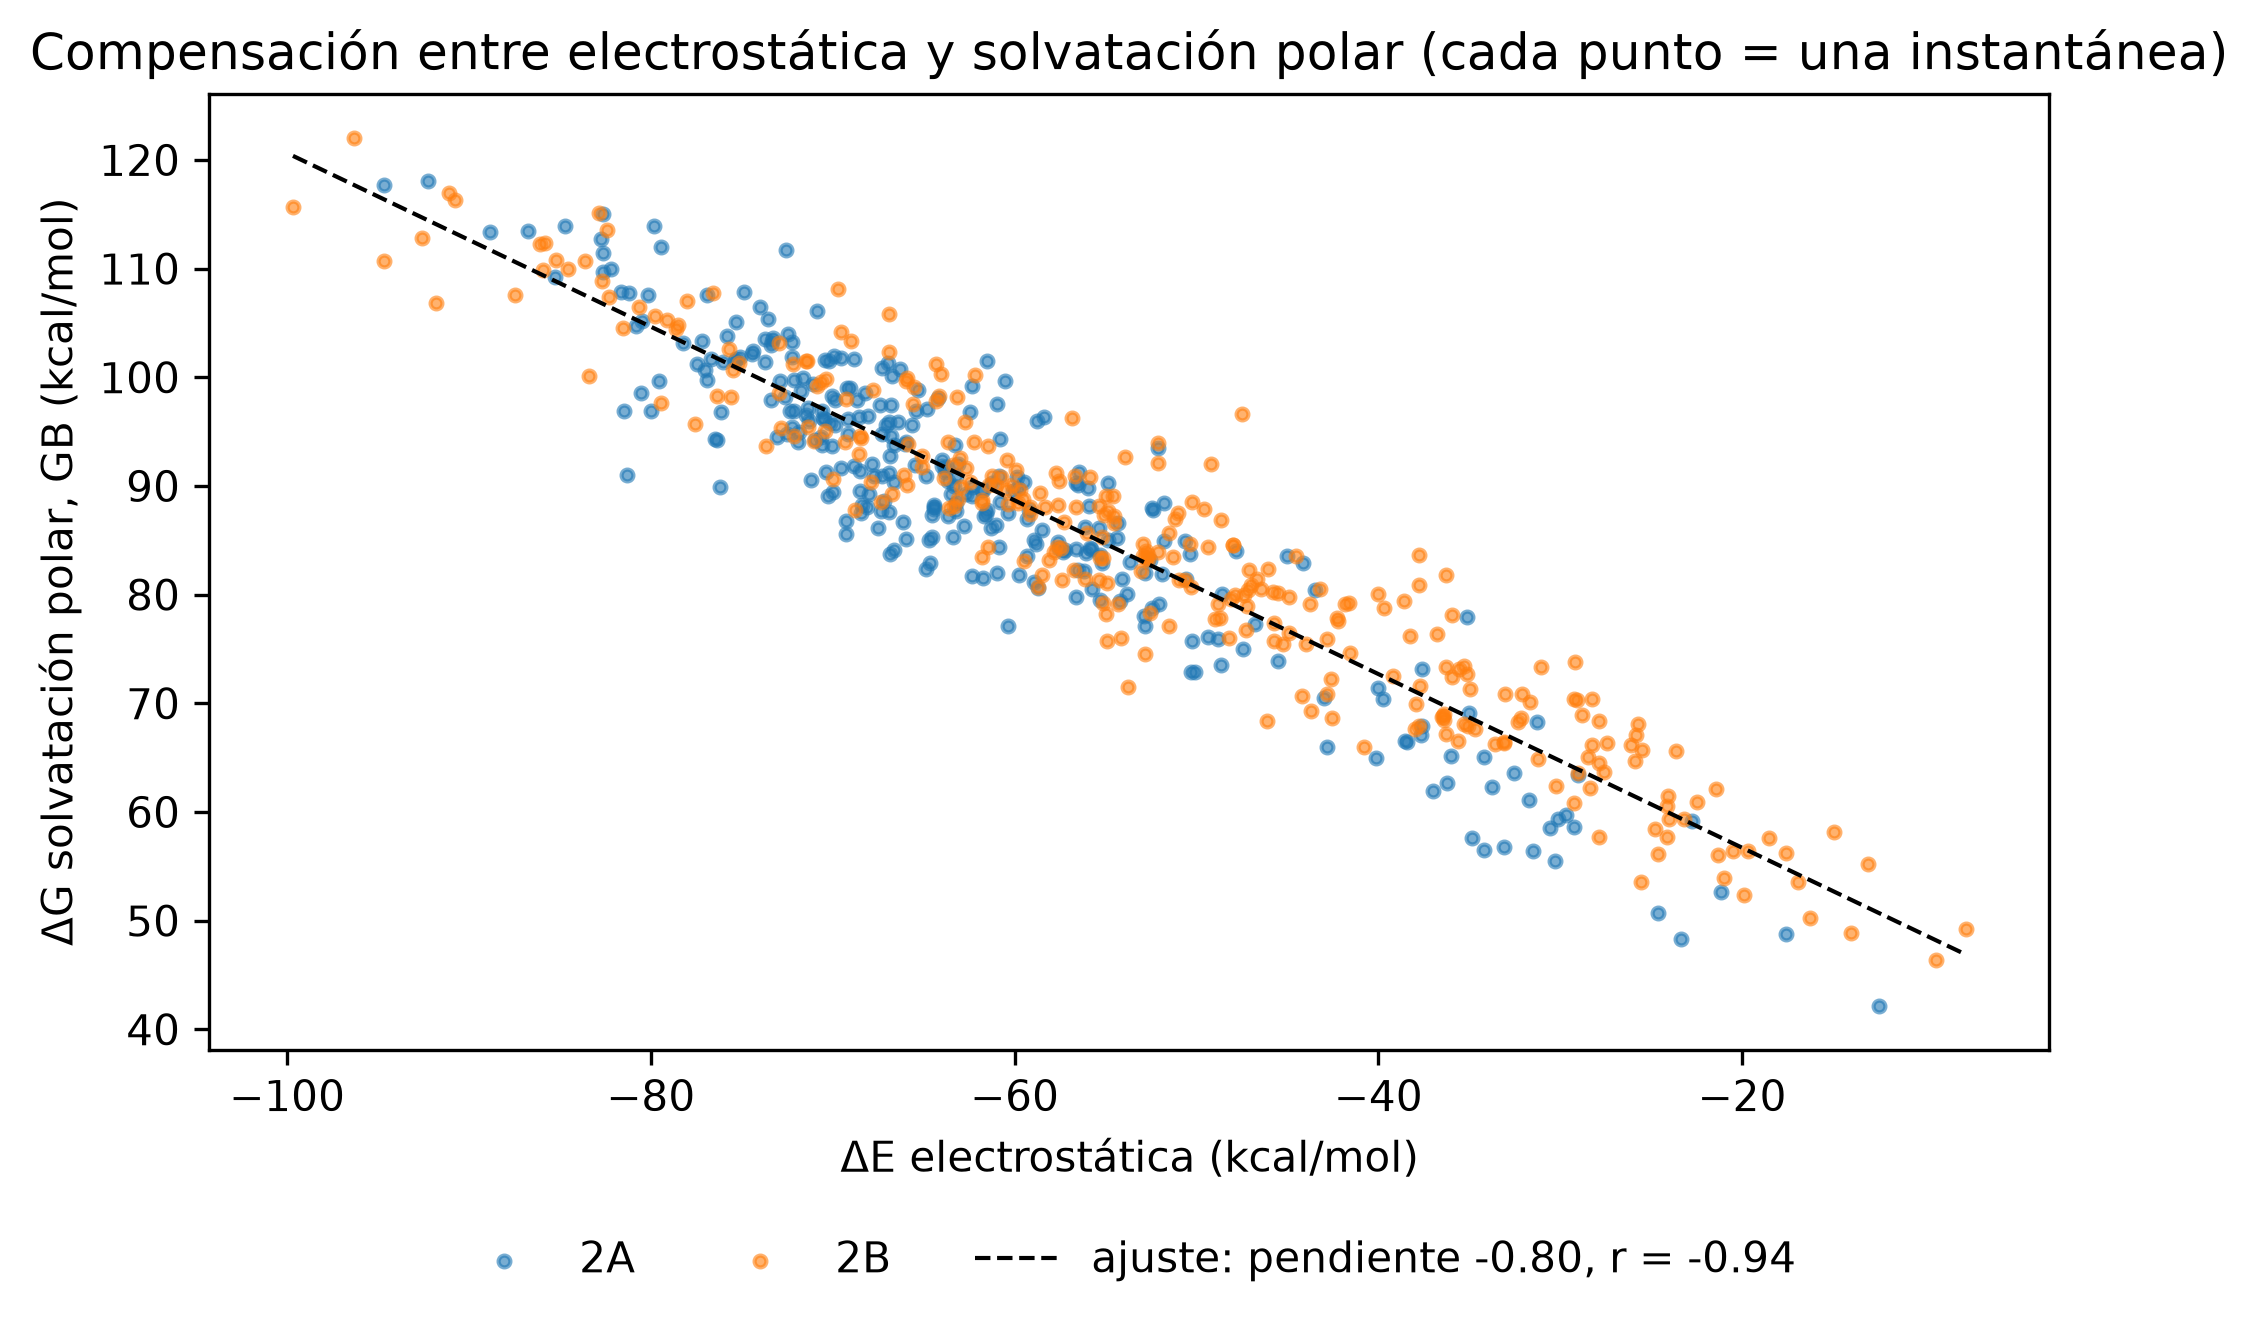 Compensación entre electrostática y solvatación polar (cada punto = una instantánea)
ΔG solvatación polar, GB (kcal/mol)
120
110
100
90
80
70
60
50
40
−100 −80 −60 −40 −20
ΔE electrostática (kcal/mol)
2A 2B ajuste: pendiente -0.80, r = -0.94